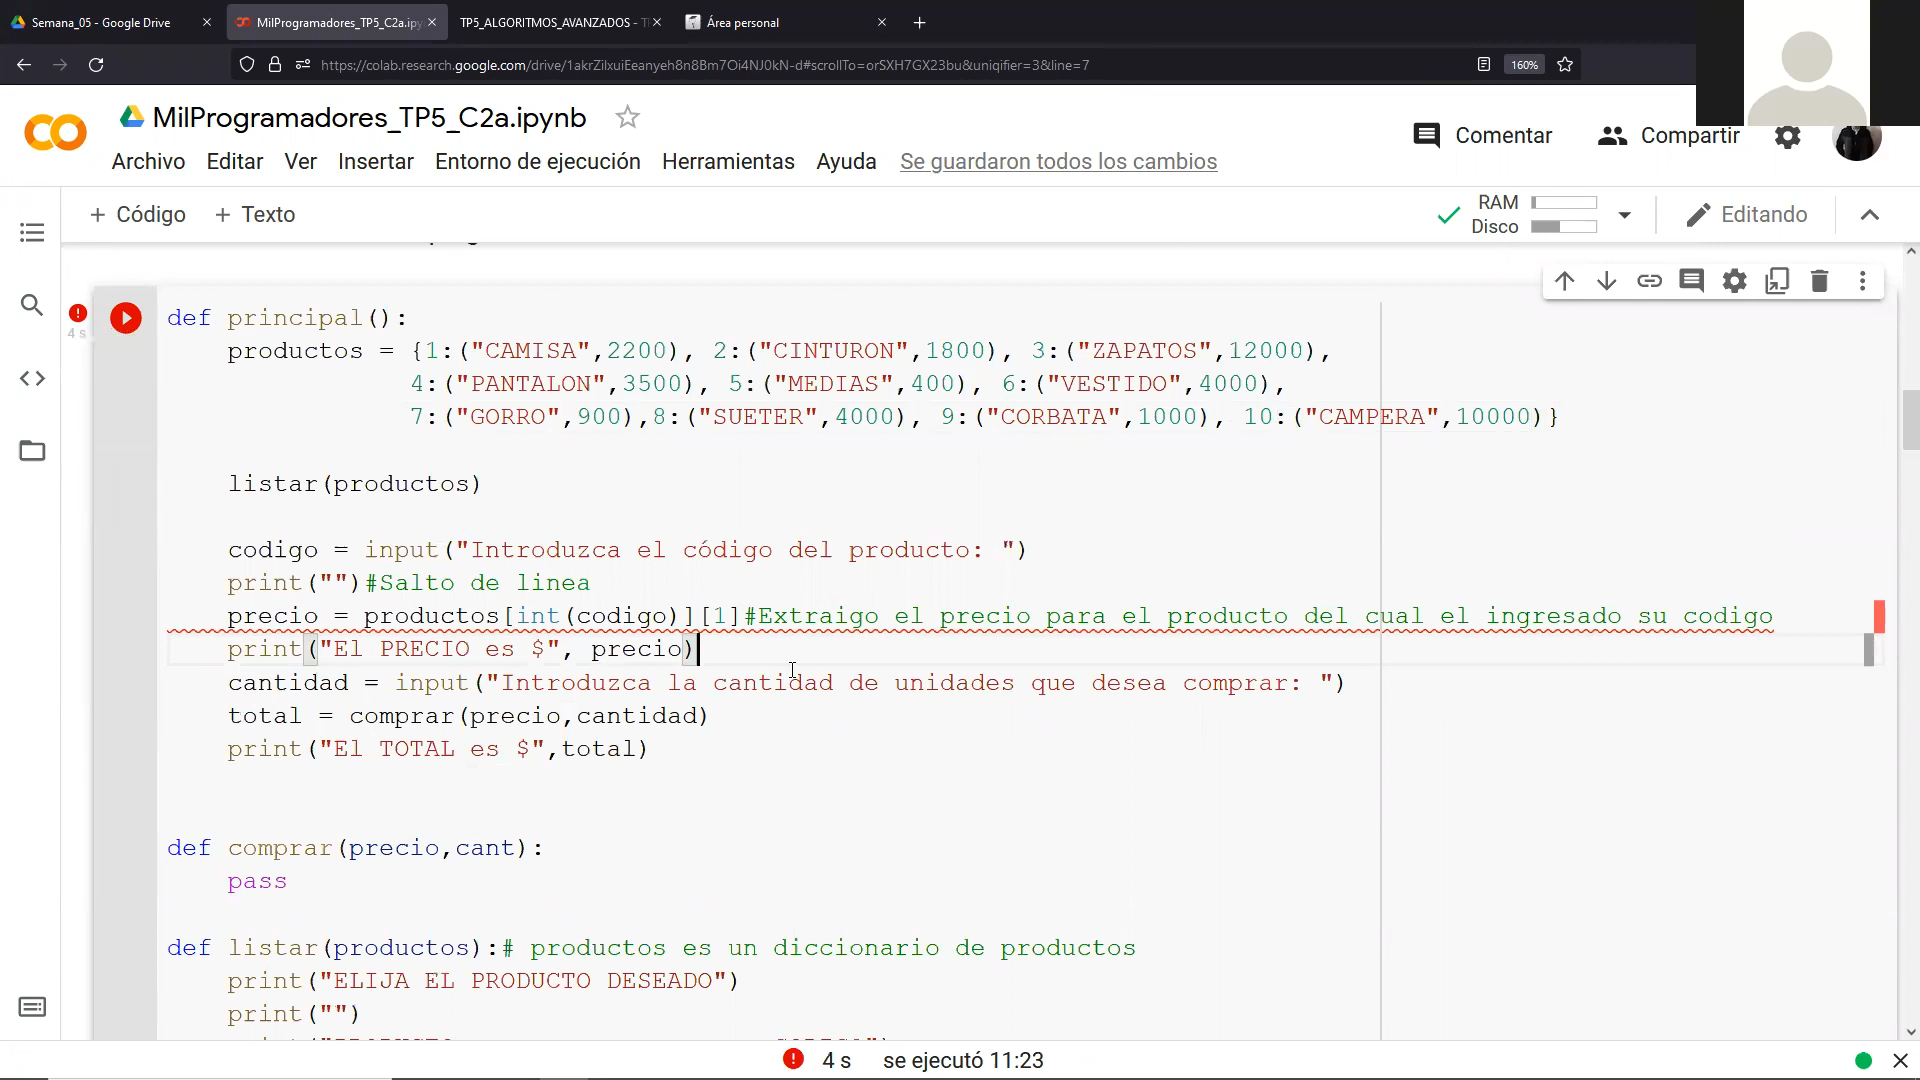 Semana_05 - Google Drive
MilProgramadores_TP5_C2a.ipy
TP5_ALGORITMOS_AVANZADOS - T
Área personal
https://colab.research.google.com/drive/1akrZilxuiEeanyeh8n8Bm7Oi4NJ0kN-d#scrollTo=orSXH7GX23bu&uniqifier=3&line=7
160%
MilProgramadores_TP5_C2a.ipynb
Comentar
Compartir
Archivo Editar Ver Insertar Entorno de ejecución Herramientas Ayuda Se guardaron todos los cambios
+ Código + Texto
RAM
Disco
Editando
4 s
def principal():
productos = {1:("CAMISA",2200), 2:("CINTURON",1800), 3:("ZAPATOS",12000),
4:("PANTALON",3500), 5:("MEDIAS",400), 6:("VESTIDO",4000),
7:("GORRO",900),8:("SUETER",4000), 9:("CORBATA",1000), 10:("CAMPERA",10000)}
listar(productos)
codigo = input("Introduzca el código del producto: ")
print("")#Salto de linea
precio = productos[int(codigo)][1]#Extraigo el precio para el producto del cual el ingresado su codigo
print("El PRECIO es $", precio)
cantidad = input("Introduzca la cantidad de unidades que desea comprar: ")
total = comprar(precio,cantidad)
print("El TOTAL es $",total)
def comprar(precio,cant):
pass
def listar(productos):# productos es un diccionario de productos
print("ELIJA EL PRODUCTO DESEADO")
print("")
4 s se ejecutó 11:23